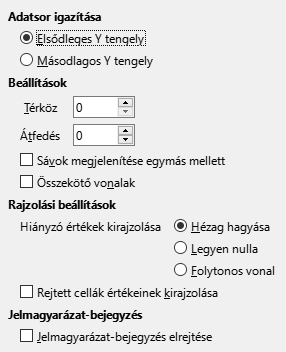 Adatsor igazítása
Elsődleges Y tengely
Másodlagos Y tengely
Beállítások
Térköz 0
Átfedés 0
Sávok megjelenítése egymás mellett
Összekötő vonalak
Rajzolási beállítások
Hiányzó értékek kirajzolása Hézag hagyása
Legyen nulla
Folytonos vonal
Rejtett cellák értékeinek kirajzolása
Jelmagyarázat-bejegyzés
Jelmagyarázat-bejegyzés elrejtése